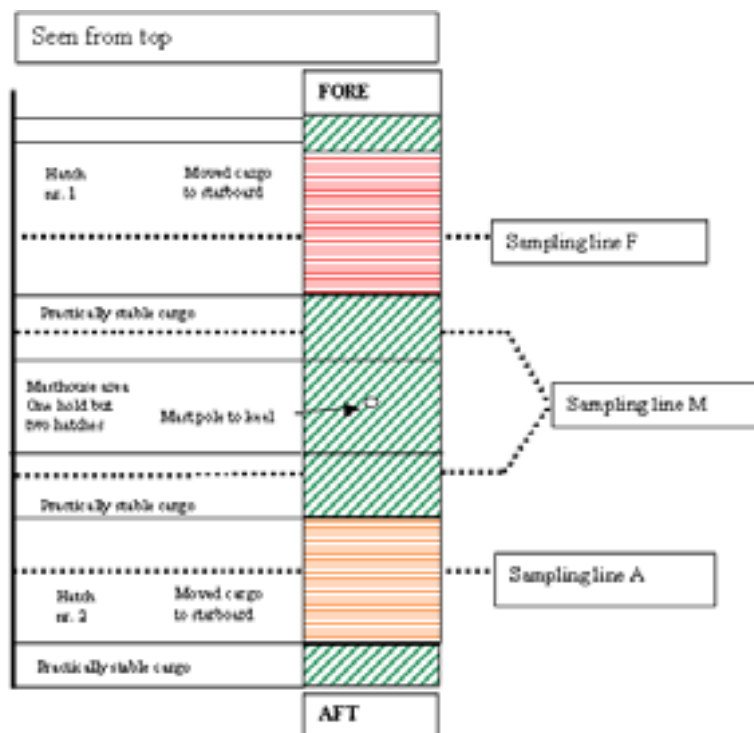 Seen from top
FORE
Hatch
nr. 1
Moved cargo
to starboard
Sampling line F
Practically stable cargo
Masthouse area
One hold but
two hatches
Mast pole to keel
Sampling line M
Practically stable cargo
Sampling line A
Hatch
nr. 2
Moved cargo
to starboard
Practically stable cargo
AFT